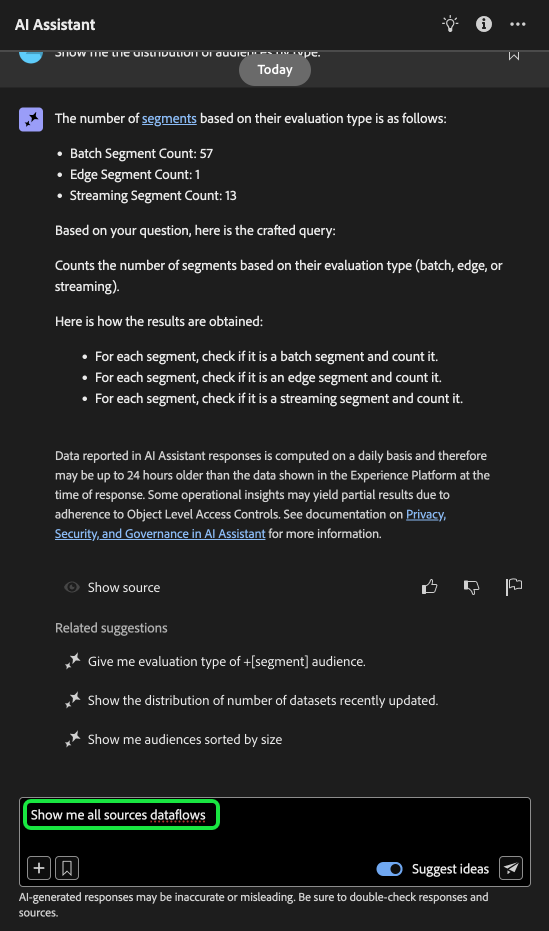 AI Assistant
Show me the distribution of audiences by type.
Today
The number of segments based on their evaluation type is as follows:
• Batch Segment Count: 57
• Edge Segment Count: 1
• Streaming Segment Count: 13
Based on your question, here is the crafted query:
Counts the number of segments based on their evaluation type (batch, edge, or
streaming).
Here is how the results are obtained:
• For each segment, check if it is a batch segment and count it.
• For each segment, check if it is an edge segment and count it.
• For each segment, check if it is a streaming segment and count it.
Data reported in AI Assistant responses is computed on a daily basis and therefore
may be up to 24 hours older than the data shown in the Experience Platform at the
time of response. Some operational insights may yield partial results due to
adherence to Object Level Access Controls. See documentation on Privacy,
Security, and Governance in AI Assistant for more information.
Show source
Related suggestions
Give me evaluation type of +[segment] audience.
Show the distribution of number of datasets recently updated.
Show me audiences sorted by size
Show me all sources dataflows
Suggest ideas
AI-generated responses may be inaccurate or misleading. Be sure to double-check responses and
sources.